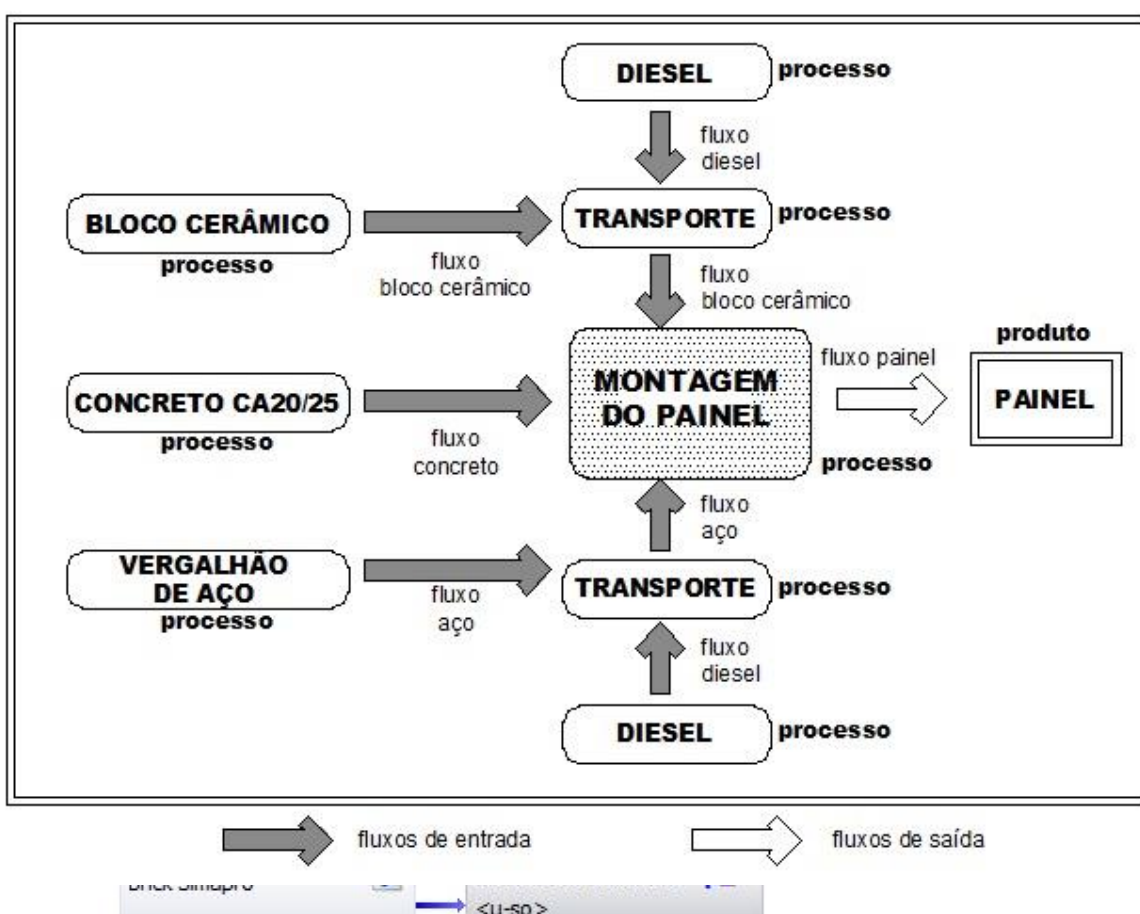 DIESEL
processo
fluxo
diesel
BLOCO CERÂMICO
processo
fluxo
bloco cerâmico
TRANSPORTE
processo
fluxo
bloco cerâmico
CONCRETO CA20/25
processo
fluxo
concreto
MONTAGEM
DO PAINEL
processo
fluxo painel
produto
PAINEL
VERGALHÃO
DE AÇO
processo
fluxo
aço
fluxo
aço
TRANSPORTE
processo
fluxo
diesel
DIESEL
processo
fluxos de entrada
fluxos de saída
<u-so>